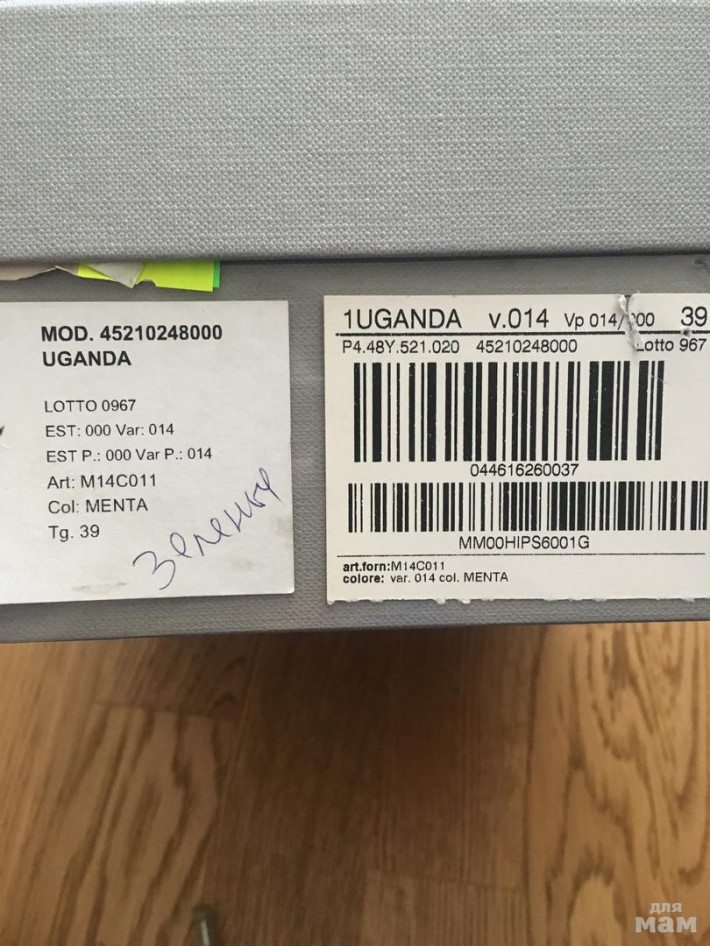 MOD. 45210248000
UGANDA
LOTTO 0967
EST: 000 Var: 014
EST P.: 000 Var P.: 014
Art: M14C011
Col: MENTA
Tg. 39
зеленый
1UGANDA v.014 Vp 014/000 39
P4.48Y.521.020 45210248000 Lotto 967
044616260037
MM00HIPS6001G
art.forn:M14C011
colore: var. 014 col. MENTA
для
мам